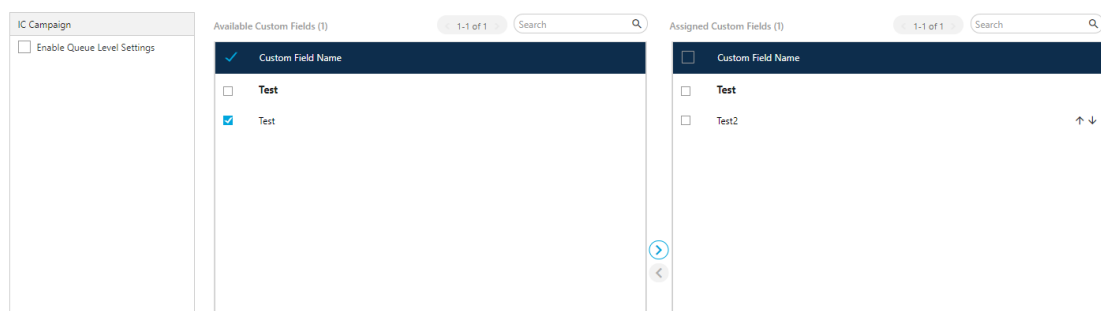 IC Campaign
Enable Queue Level Settings
Available Custom Fields (1)
1-1 of 1
Search
Custom Field Name
Test
Test
Assigned Custom Fields (1)
1-1 of 1
Search
Custom Field Name
Test
Test2